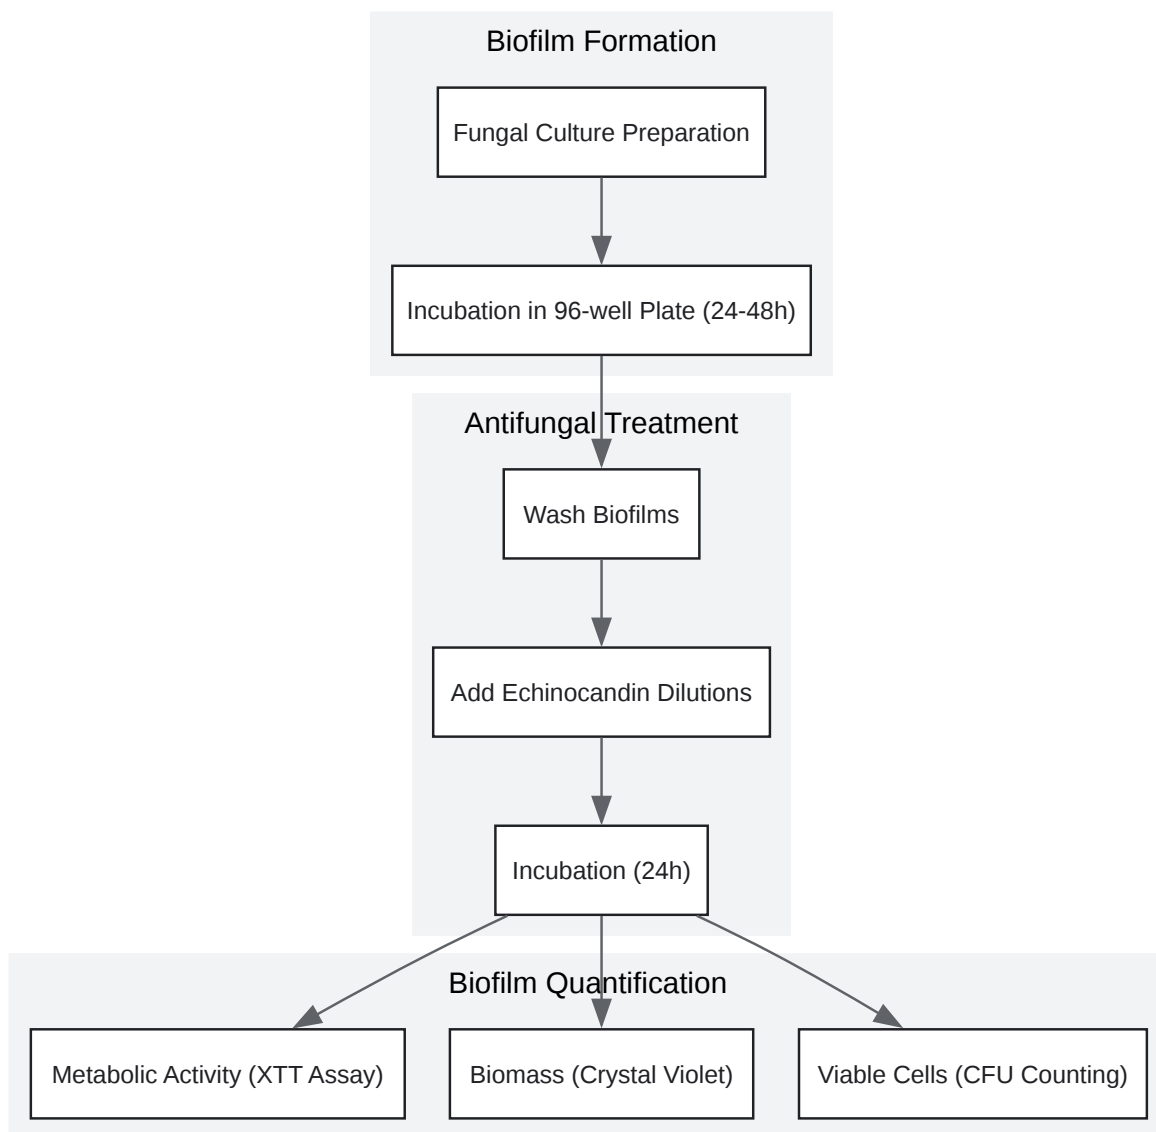 Biofilm Formation
Fungal Culture Preparation
Incubation in 96-well Plate (24-48h)
Antifungal Treatment
Wash Biofilms
Add Echinocandin Dilutions
Incubation (24h)
Biofilm Quantification
Metabolic Activity (XTT Assay)
Biomass (Crystal Violet)
Viable Cells (CFU Counting)